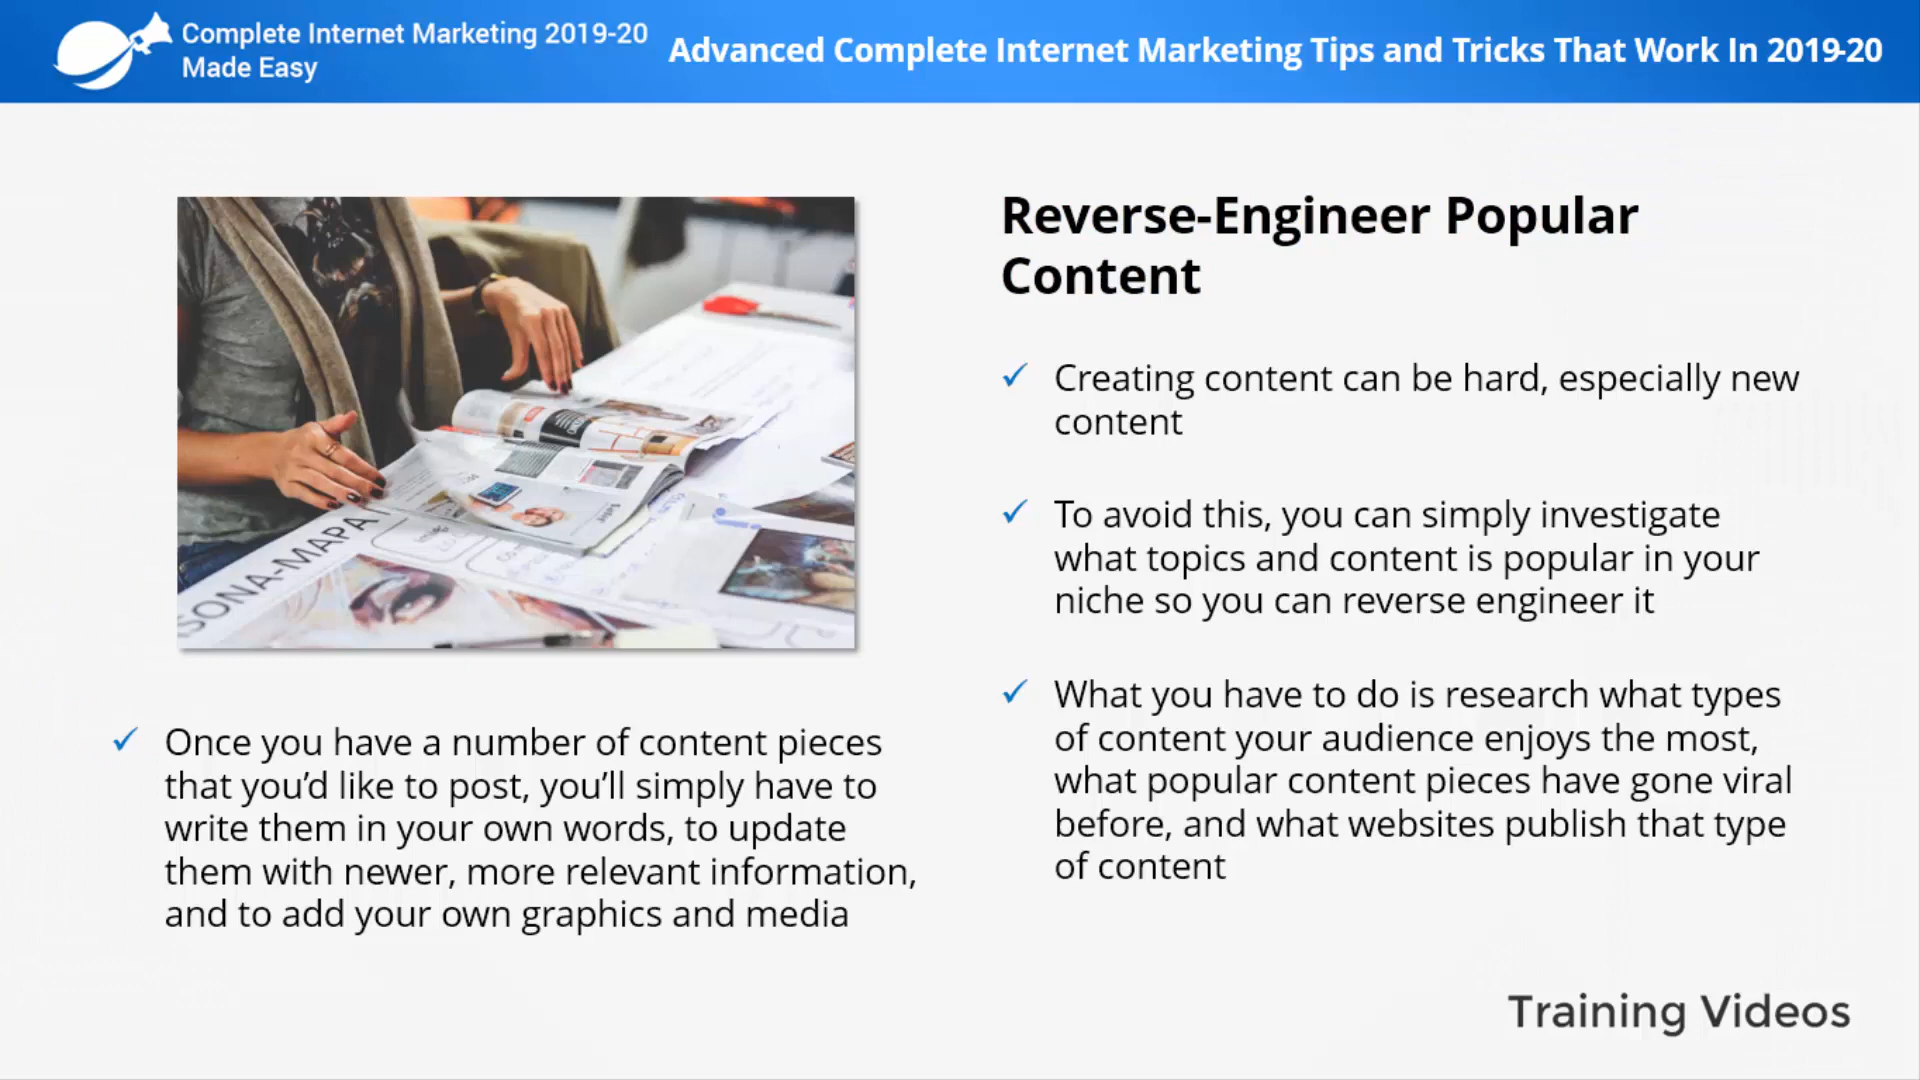 Complete Internet Marketing 2019-20
Made Easy
Advanced Complete Internet Marketing Tips and Tricks That Work In 2019-20
Reverse-Engineer Popular
Content
✓ Creating content can be hard, especially new
content
✓ To avoid this, you can simply investigate
what topics and content is popular in your
niche so you can reverse engineer it
✓ What you have to do is research what types
of content your audience enjoys the most,
what popular content pieces have gone viral
before, and what websites publish that type
of content
SONA-MAPA
✓ Once you have a number of content pieces
that you’d like to post, you’ll simply have to
write them in your own words, to update
them with newer, more relevant information,
and to add your own graphics and media
Training Videos